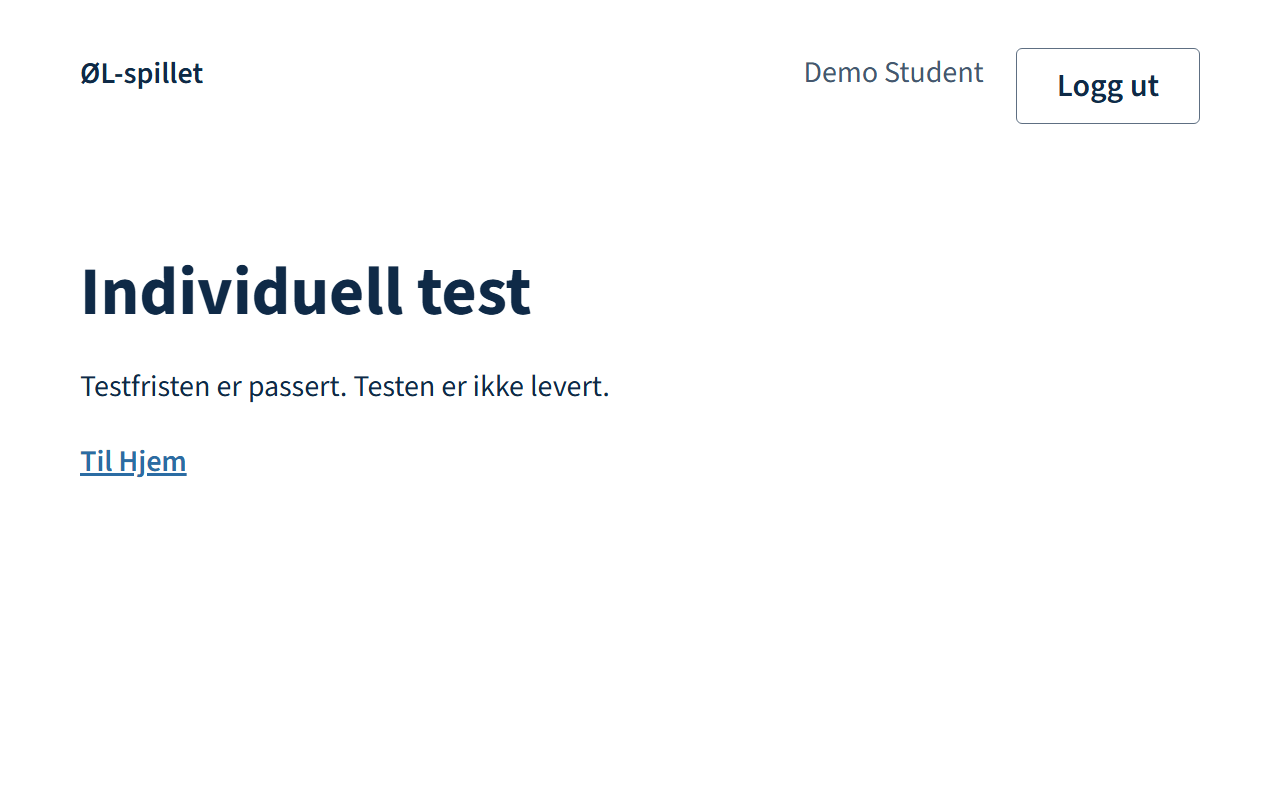 ØL-spillet
Demo Student
Logg ut
Individuell test
Testfristen er passert. Testen er ikke levert.
Til Hjem